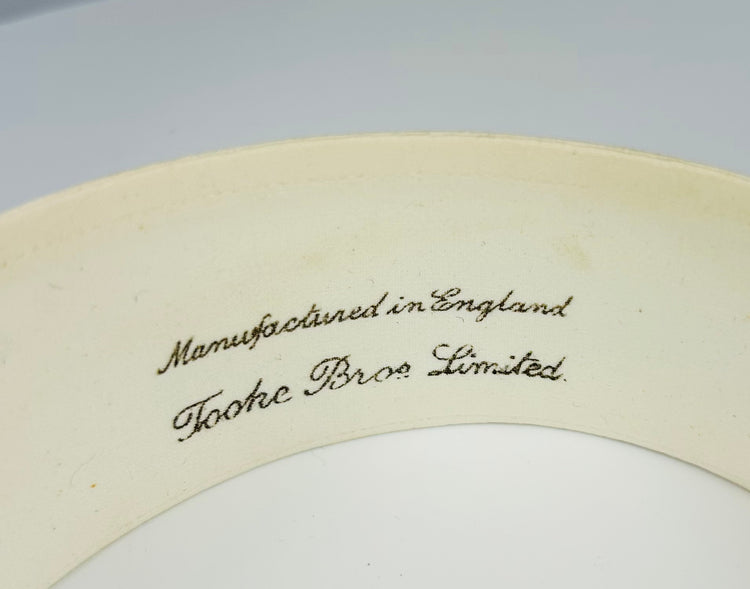 Manufactured in England
Tooke Bros. Limited.